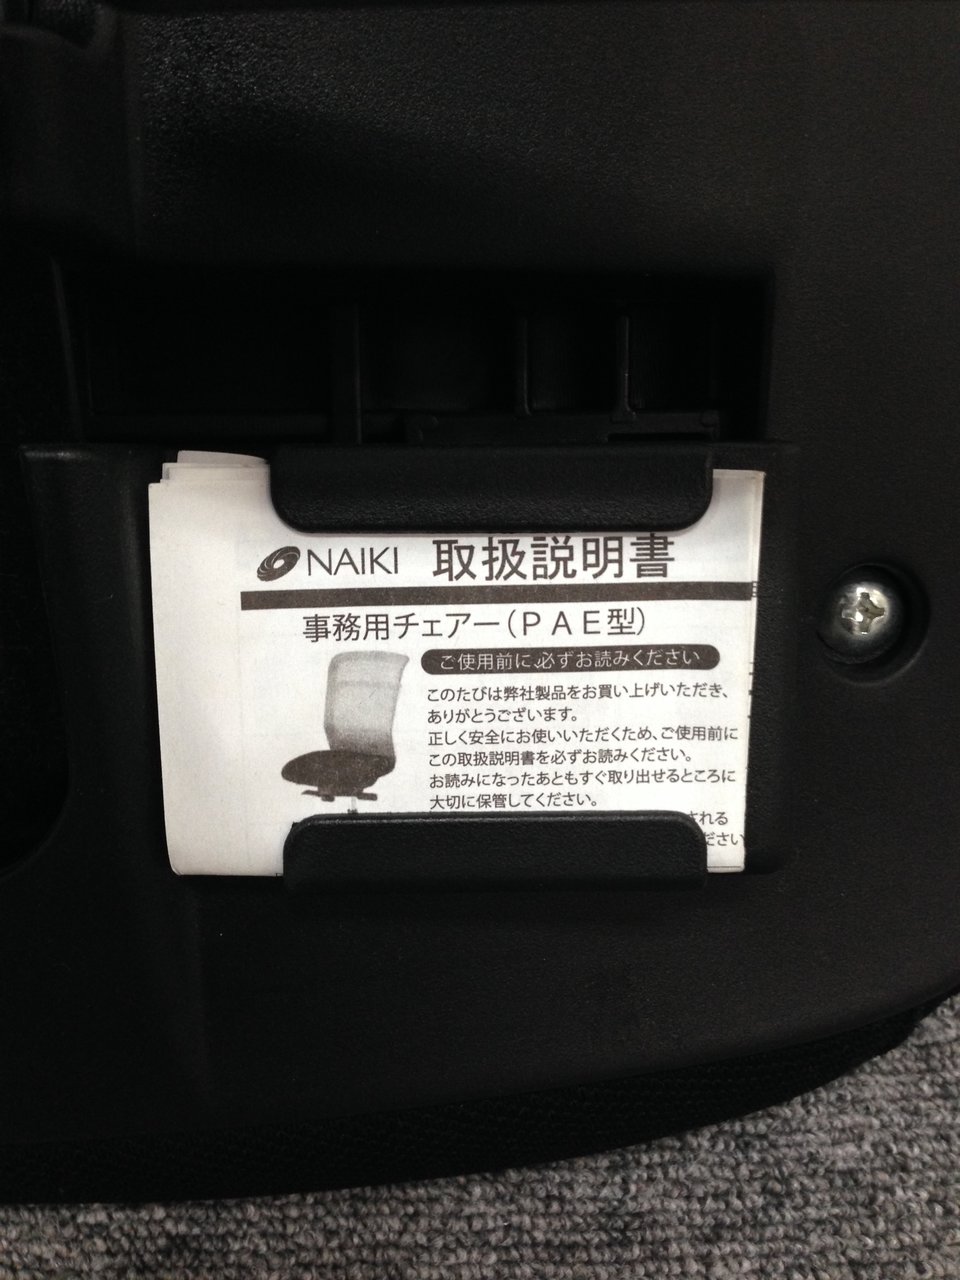 NAIKI 取扱説明書
事務用チェアー(PAE型)
ご使用前に、必ずお読みください
このたびは弊社製品をお買い上げいただき、
ありがとうございます。
正しく安全にお使いいただくため、ご使用前に
この取扱説明書を必ずお読みください。
お読みになったあともすぐ取り出せるところに
大切に保管してください。
される
ださい